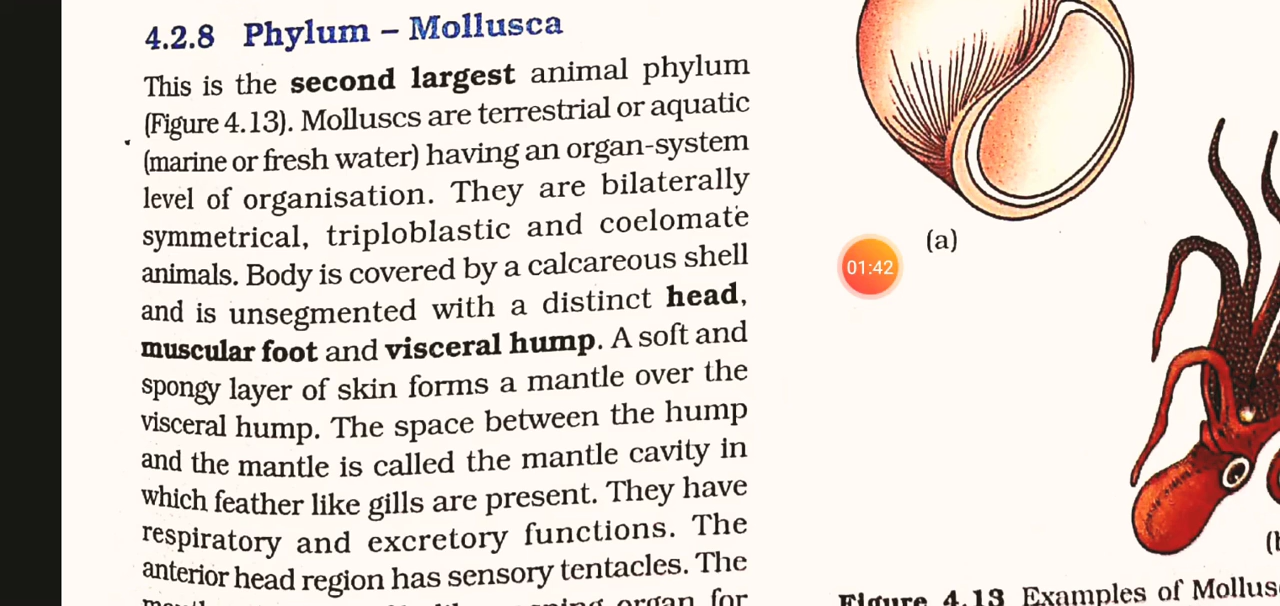 4.2.8 Phylum – Mollusca
This is the second largest animal phylum
(Figure 4.13). Molluscs are terrestrial or aquatic
(marine or fresh water) having an organ-system
level of organisation. They are bilaterally
symmetrical, triploblastic and coelomate
animals. Body is covered by a calcareous shell
and is unsegmented with a distinct head,
muscular foot and visceral hump. A soft and
spongy layer of skin forms a mantle over the
visceral hump. The space between the hump
and the mantle is called the mantle cavity in
which feather like gills are present. They have
respiratory and excretory functions. The
anterior head region has sensory tentacles. The
organ for
(a)
01:42
Figure 4.13 Examples of